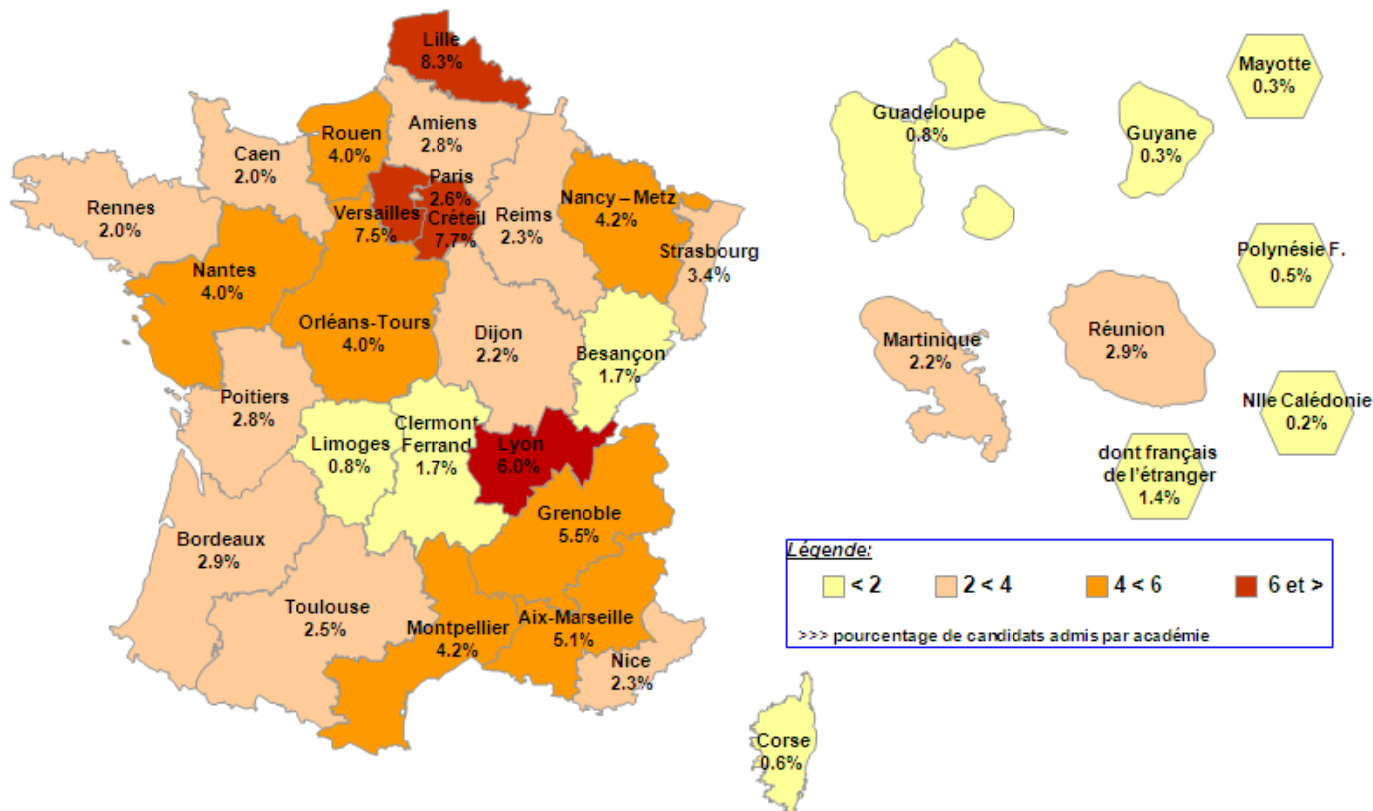 Lille
8.3%
Amiens
2.8%
Rouen
4.0%
Caen
2.0%
Paris
2.6%
Versailles
7.5%
Créteil
7.7%
Reims
2.3%
Nancy – Metz
4.2%
Strasbourg
3.4%
Rennes
2.0%
Nantes
4.0%
Orléans-Tours
4.0%
Dijon
2.2%
Besançon
1.7%
Poitiers
2.8%
Limoges
0.8%
Clermont
Ferrand
1.7%
Lyon
6.0%
Grenoble
5.5%
Bordeaux
2.9%
Toulouse
2.5%
Montpellier
4.2%
Aix-Marseille
5.1%
Nice
2.3%
Corse
0.6%
Guadeloupe
0.8%
Guyane
0.3%
Mayotte
0.3%
Polynésie F.
0.5%
Martinique
2.2%
Réunion
2.9%
Nlle Calédonie
0.2%
dont français
de l'étranger
1.4%
Légende:
< 2
2 < 4
4 < 6
6 et >
>>> pourcentage de candidats admis par académie